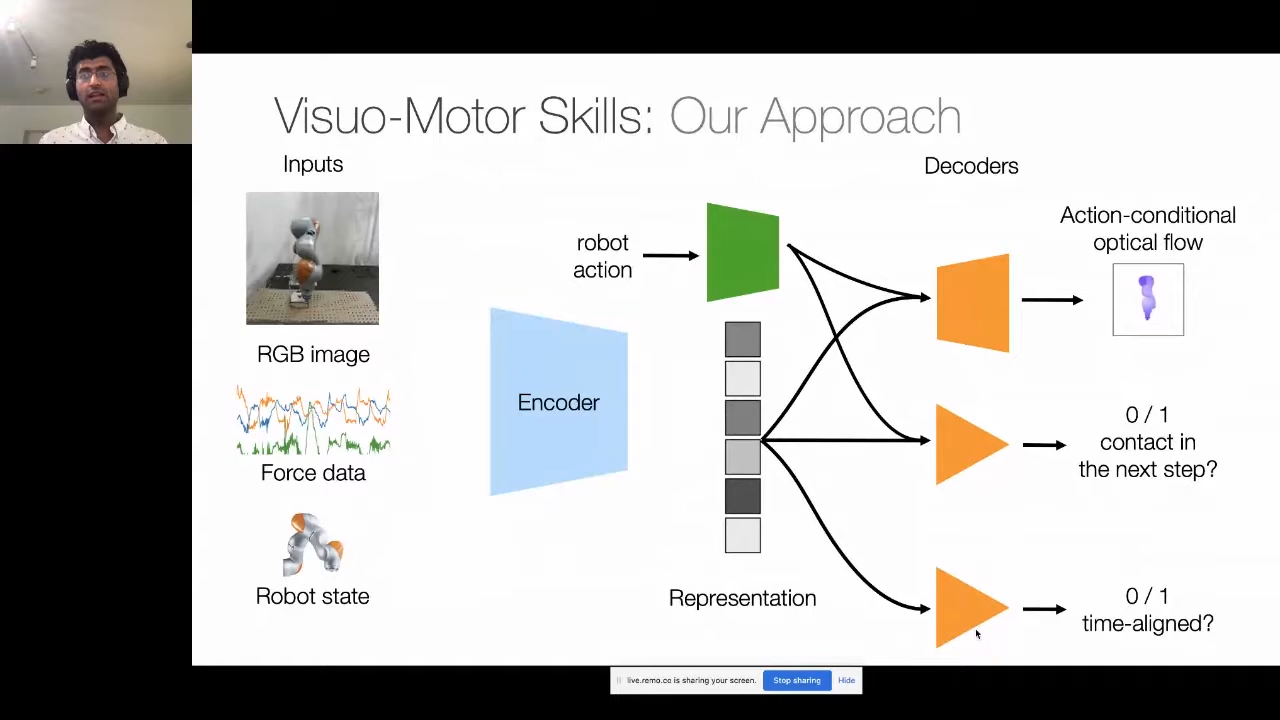 Visuo-Motor Skills: Our Approach
Inputs
Decoders
RGB image
Force data
Robot state
robot
action
Encoder
Representation
Action-conditional
optical flow
0 / 1
contact in
the next step?
0 / 1
time-aligned?
live.remo.co is sharing your screen.
Stop sharing
Hide